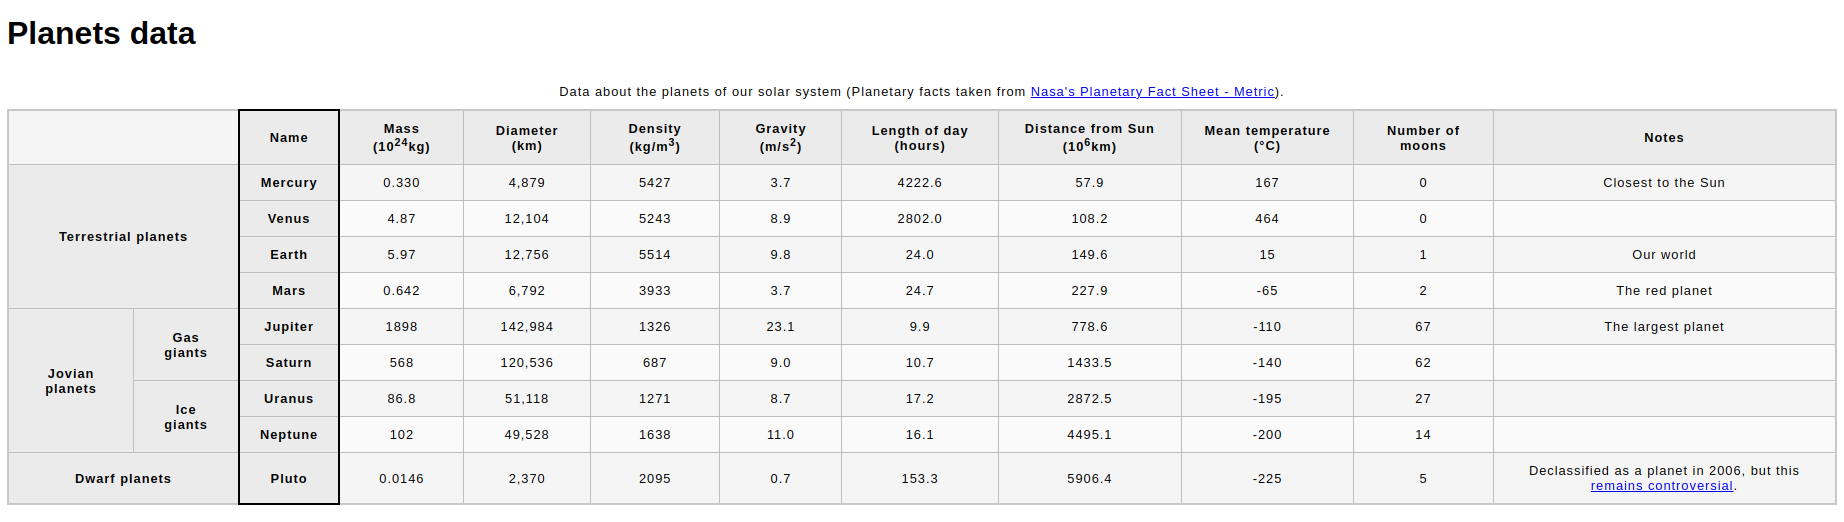 Planets data
Data about the planets of our solar system (Planetary facts taken from Nasa's Planetary Fact Sheet - Metric).
Name Mass (10²⁴kg) Diameter (km) Density (kg/m³) Gravity (m/s²) Length of day (hours) Distance from Sun (10⁶km) Mean temperature (°C) Number of moons Notes
Terrestrial planets Mercury 0.330 4,879 5427 3.7 4222.6 57.9 167 0 Closest to the Sun
Venus 4.87 12,104 5243 8.9 2802.0 108.2 464 0
Earth 5.97 12,756 5514 9.8 24.0 149.6 15 1 Our world
Mars 0.642 6,792 3933 3.7 24.7 227.9 -65 2 The red planet
Jovian planets Gas giants Jupiter 1898 142,984 1326 23.1 9.9 778.6 -110 67 The largest planet
Saturn 568 120,536 687 9.0 10.7 1433.5 -140 62
Ice giants Uranus 86.8 51,118 1271 8.7 17.2 2872.5 -195 27
Neptune 102 49,528 1638 11.0 16.1 4495.1 -200 14
Dwarf planets Pluto 0.0146 2,370 2095 0.7 153.3 5906.4 -225 5 Declassified as a planet in 2006, but this remains controversial.